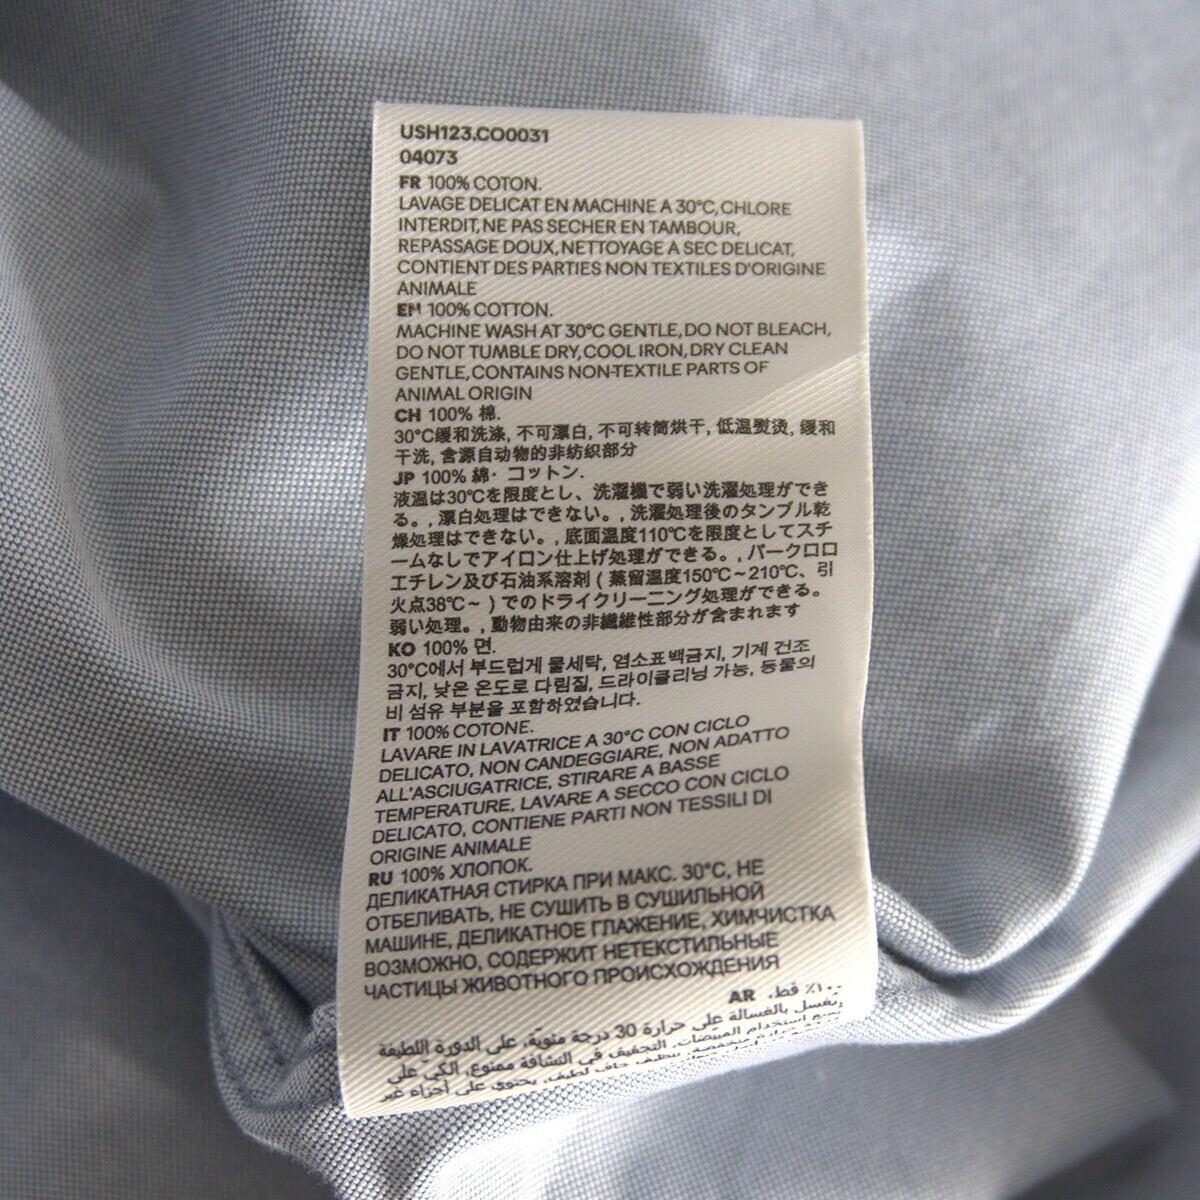 USH123.CO0031
04073
FR 100% COTON.
LAVAGE DELICAT EN MACHINE A 30°C, CHLORE
INTERDIT, NE PAS SECHER EN TAMBOUR,
REPASSAGE DOUX, NETTOYAGE A SEC DELICAT,
CONTIENT DES PARTIES NON TEXTILES D'ORIGINE
ANIMALE
EN 100% COTTON.
MACHINE WASH AT 30°C GENTLE, DO NOT BLEACH,
DO NOT TUMBLE DRY, COOL IRON, DRY CLEAN
GENTLE, CONTAINS NON-TEXTILE PARTS OF
ANIMAL ORIGIN
CH 100% 棉.
30°C缓和洗涤, 不可漂白, 不可转筒烘干, 低温熨烫, 缓和
干洗, 含源自动物的非纺织部分
JP 100% 綿・コットン.
液温は30℃を限度とし、洗濯機で弱い洗濯処理ができ
る。, 漂白処理はできない。, 洗濯処理後のタンブル乾
燥処理はできない。, 底面温度110℃を限度としてスチ
ームなしでアイロン仕上げ処理ができる。, パークロロ
エチレン及び石油系溶剤 ( 蒸留温度150℃～210℃、引
火点38℃～ ) でのドライクリーニング処理ができる。
弱い処理。, 動物由来の非繊維性部分が含まれます
KO 100% 면.
30°C에서 부드럽게 물세탁, 염소표백금지, 기계 건조
금지, 낮은 온도로 다림질, 드라이클리닝 가능, 동물의
비 섬유 부분을 포함하였습니다.
IT 100% COTONE.
LAVARE IN LAVATRICE A 30°C CON CICLO
DELICATO, NON CANDEGGIARE, NON ADATTO
ALL'ASCIUGATRICE, STIRARE A BASSE
TEMPERATURE, LAVARE A SECCO CON CICLO
DELICATO, CONTIENE PARTI NON TESSILI DI
ORIGINE ANIMALE
RU 100% ХЛОПОК.
ДЕЛИКАТНАЯ СТИРКА ПРИ МАКС. 30°C, НЕ
ОТБЕЛИВАТЬ, НЕ СУШИТЬ В СУШИЛЬНОЙ
МАШИНЕ, ДЕЛИКАТНОЕ ГЛАЖЕНИЕ, ХИМЧИСТКА
ВОЗМОЖНО, СОДЕРЖИТ НЕТЕКСТИЛЬНЫЕ
ЧАСТИЦЫ ЖИВОТНОГО ПРОИСХОЖДЕНИЯ
AR ١٠٠٪ قطن.
يُغسل بالغسالة على حرارة 30 درجة مئويّة، على الدورة اللطيفة
استخدام المبيّضات، التجفيف في النشافة ممنوع، الكيّ على
لطيف، يحتوي على أجزاء غير